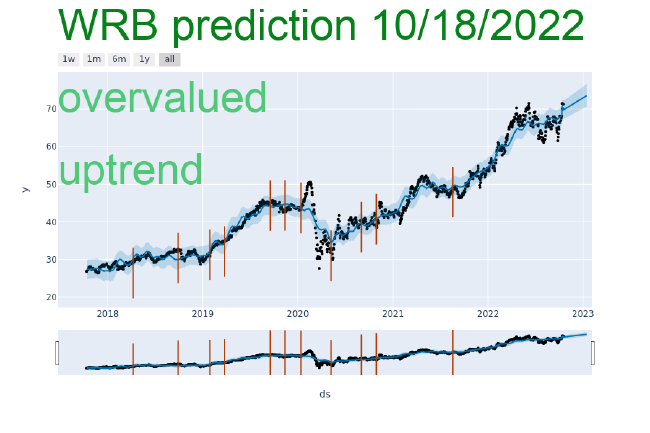 WRB prediction 10/18/2022
1w 1m 6m 1y all
overvalued
uptrend
70
60
50
40
30
20
y
2018 2019 2020 2021 2022 2023
ds